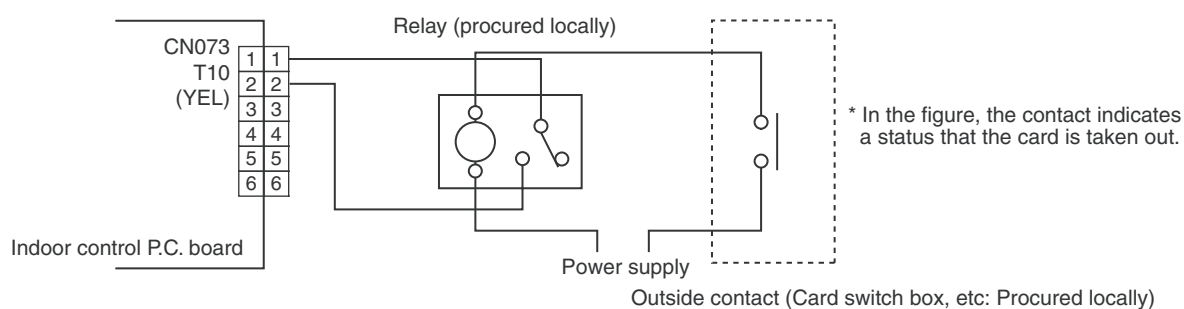 Relay (procured locally)
CN073
T10
(YEL)
1 1
2 2
3 3
4 4
5 5
6 6
* In the figure, the contact indicates
a status that the card is taken out.
Indoor control P.C. board
Power supply
Outside contact (Card switch box, etc: Procured locally)